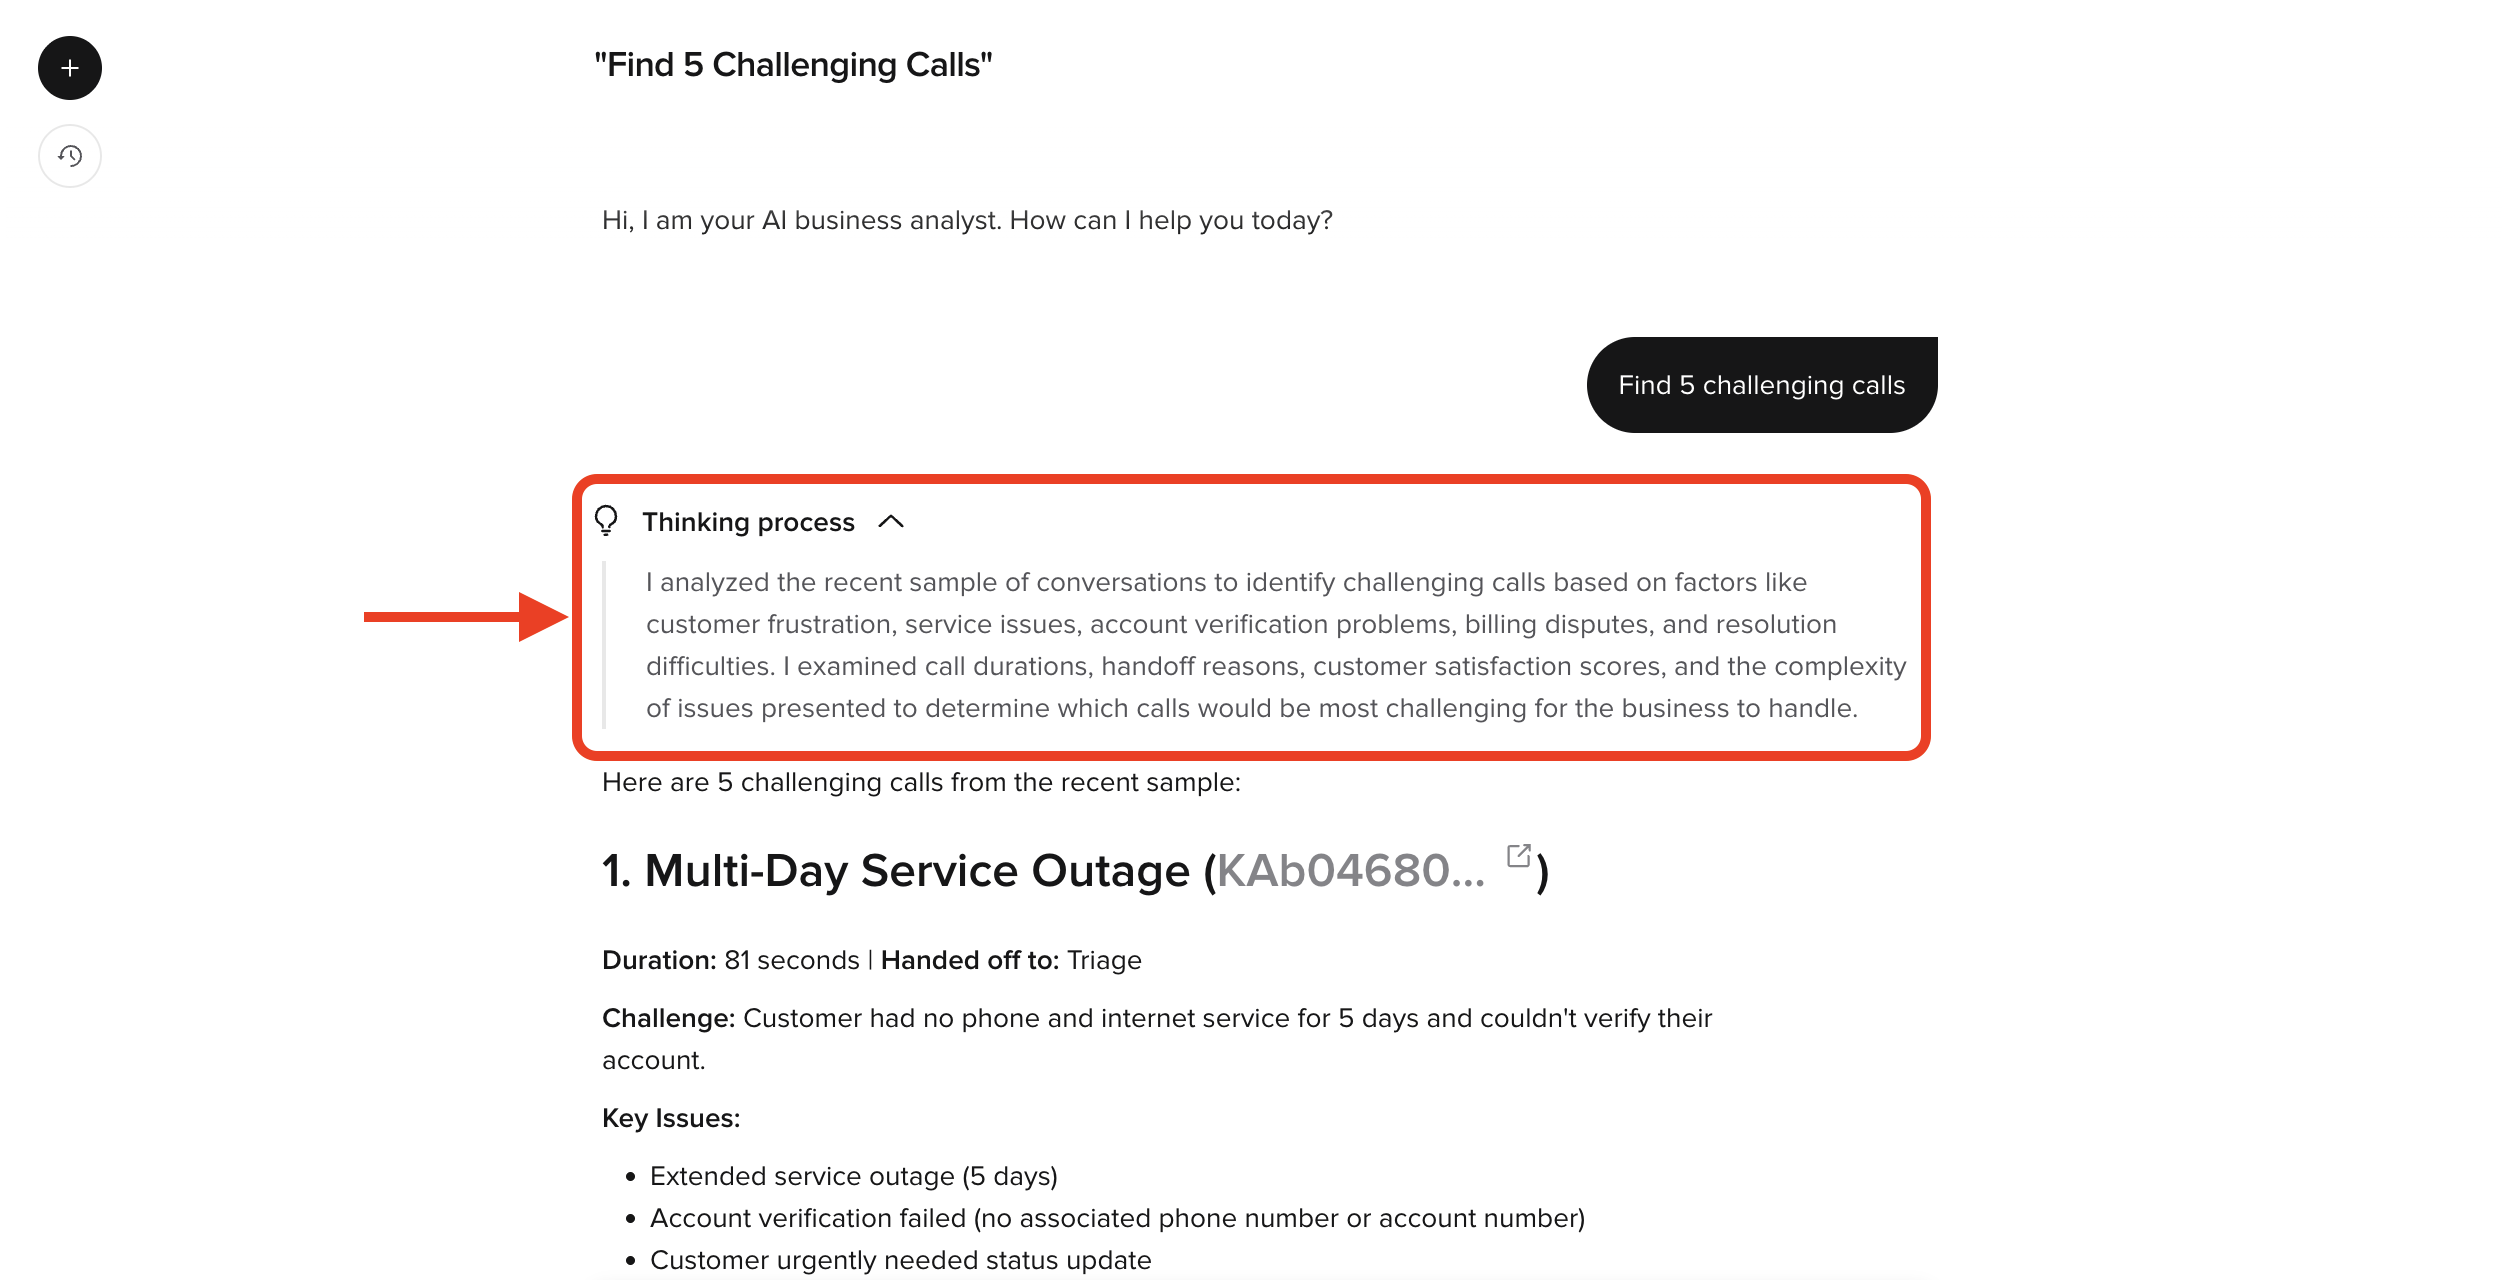 "Find 5 Challenging Calls"
Hi, I am your AI business analyst. How can I help you today?
Find 5 challenging calls
Thinking process
I analyzed the recent sample of conversations to identify challenging calls based on factors like
customer frustration, service issues, account verification problems, billing disputes, and resolution
difficulties. I examined call durations, handoff reasons, customer satisfaction scores, and the complexity
of issues presented to determine which calls would be most challenging for the business to handle.
Here are 5 challenging calls from the recent sample:
1. Multi-Day Service Outage (KAb04680... )
Duration: 81 seconds | Handed off to: Triage
Challenge: Customer had no phone and internet service for 5 days and couldn't verify their
account.
Key Issues:
• Extended service outage (5 days)
• Account verification failed (no associated phone number or account number)
• Customer urgently needed status update